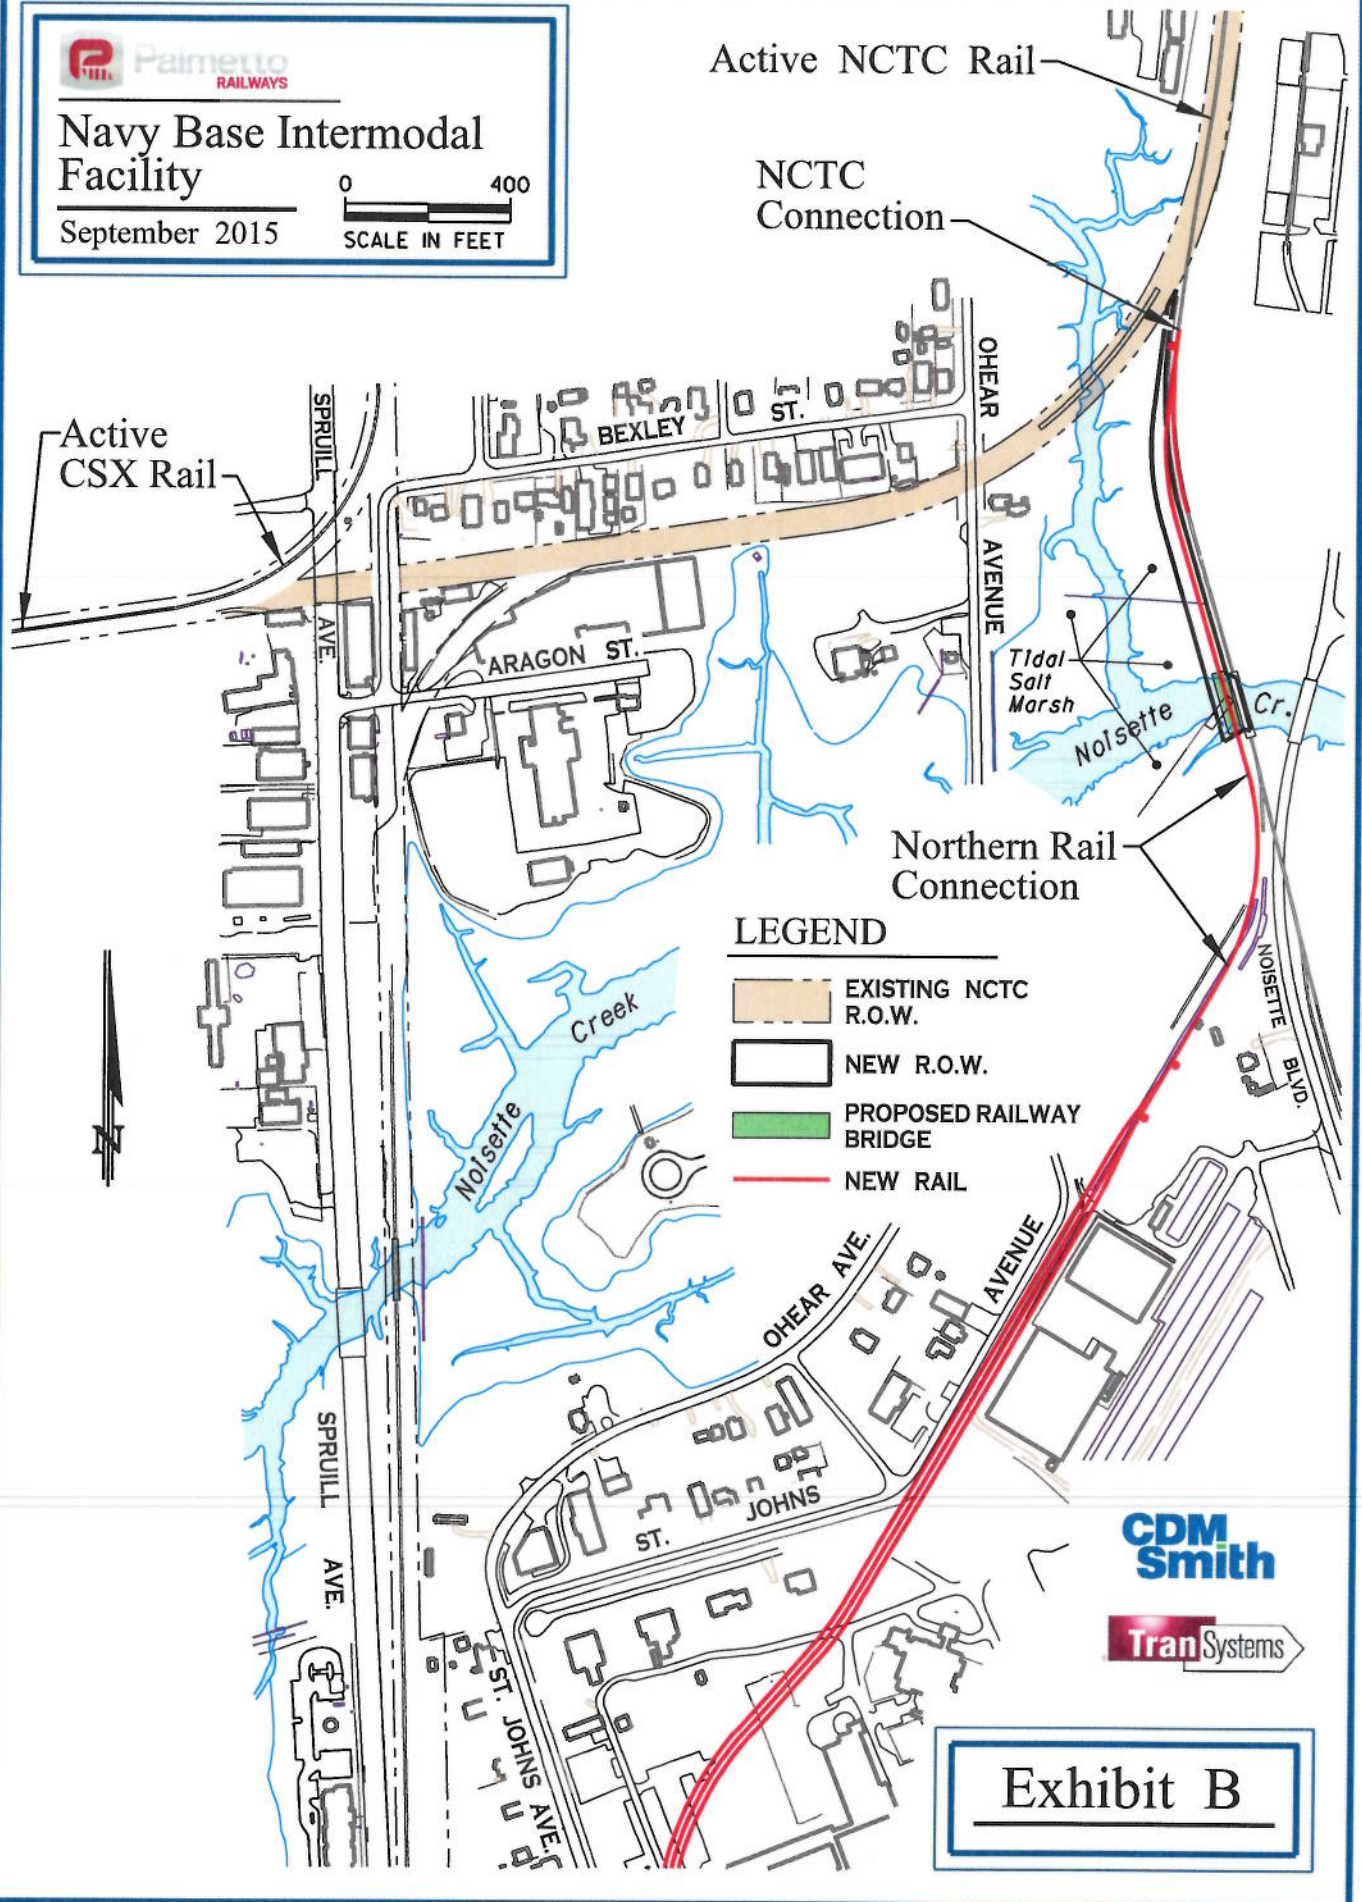 Palmetto
RAILWAYS
Navy Base Intermodal
Facility
September 2015
0 400
SCALE IN FEET
Active NCTC Rail
NCTC
Connection
Active
CSX Rail
SPRUILL
AVE.
BEXLEY ST.
OHEAR
AVENUE
ARAGON ST.
Tidal
Salt
Marsh
Noisette Cr.
Northern Rail
Connection
LEGEND
EXISTING NCTC
R.O.W.
NEW R.O.W.
PROPOSED RAILWAY
BRIDGE
NEW RAIL
NOISETTE
BLVD.
Noisette Creek
N
OHEAR AVE.
AVENUE
SPRUILL
AVE.
ST. JOHNS
ST. JOHNS AVE.
CDM
Smith
TranSystems
Exhibit B